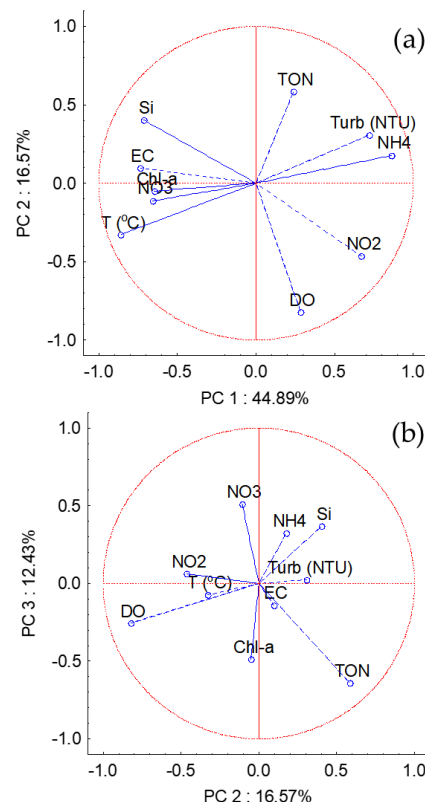 (a)
1.0
TON
0.5
Si
Turb (NTU)
NH4
EC
Chl-a
0.0
NO3
T (°C)
NO2
-0.5
DO
-1.0
PC 2 : 16.57%
-1.0 -0.5 0.0 0.5 1.0
PC 1 : 44.89%
(b)
1.0
NO3
0.5
Si
NH4
NO2
Turb (NTU)
T (°C)
0.0
EC
DO
Chl-a
-0.5
TON
-1.0
PC 3 : 12.43%
-1.0 -0.5 0.0 0.5 1.0
PC 2 : 16.57%